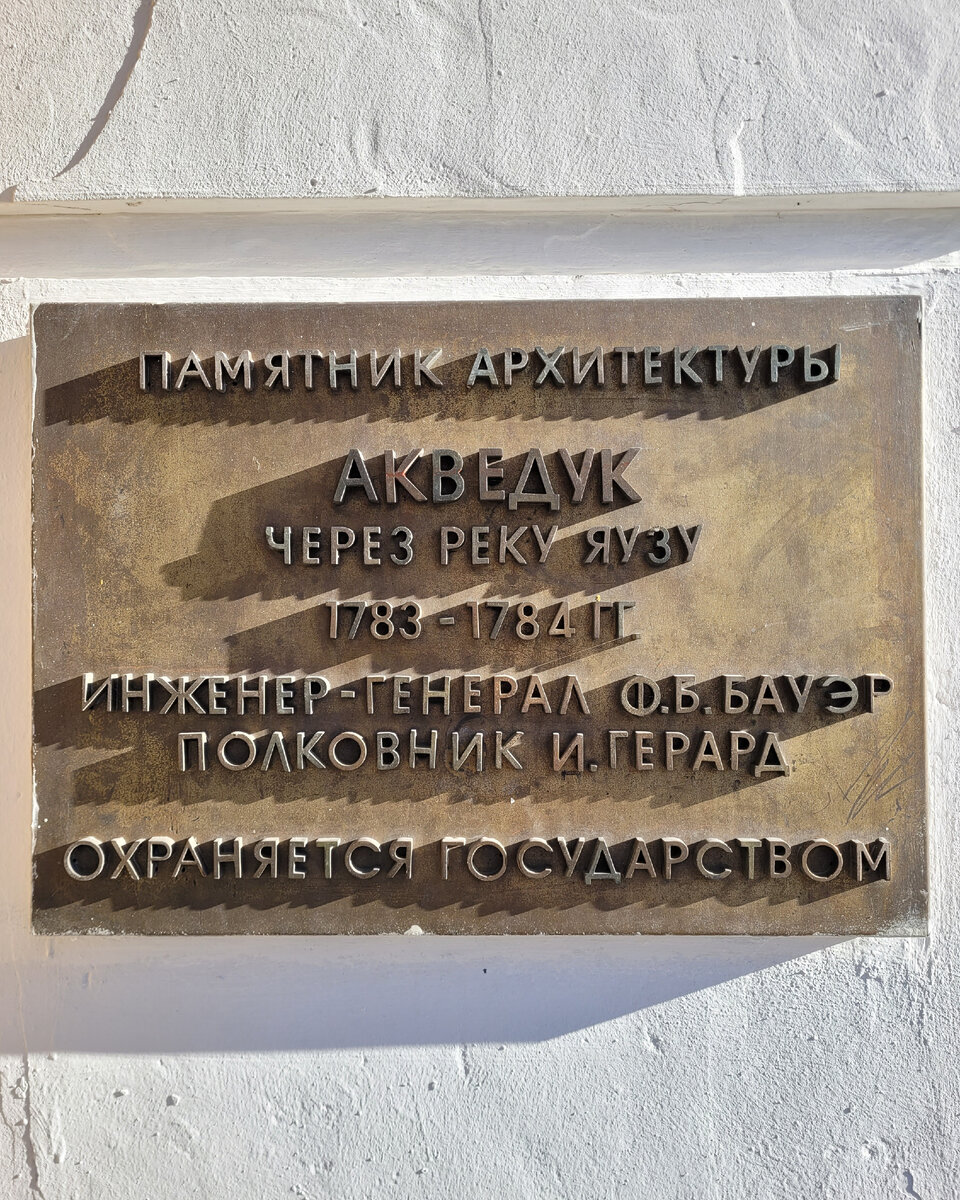 ПАМЯТНИК АРХИТЕКТУРЫ
АКВЕДУК
ЧЕРЕЗ РЕКУ ЯУЗУ
1783-1784 ГГ.
ИНЖЕНЕР-ГЕНЕРАЛ Ф.Б.БАУЭР
ПОЛКОВНИК И.ГЕРАРД
ОХРАНЯЕТСЯ ГОСУДАРСТВОМ